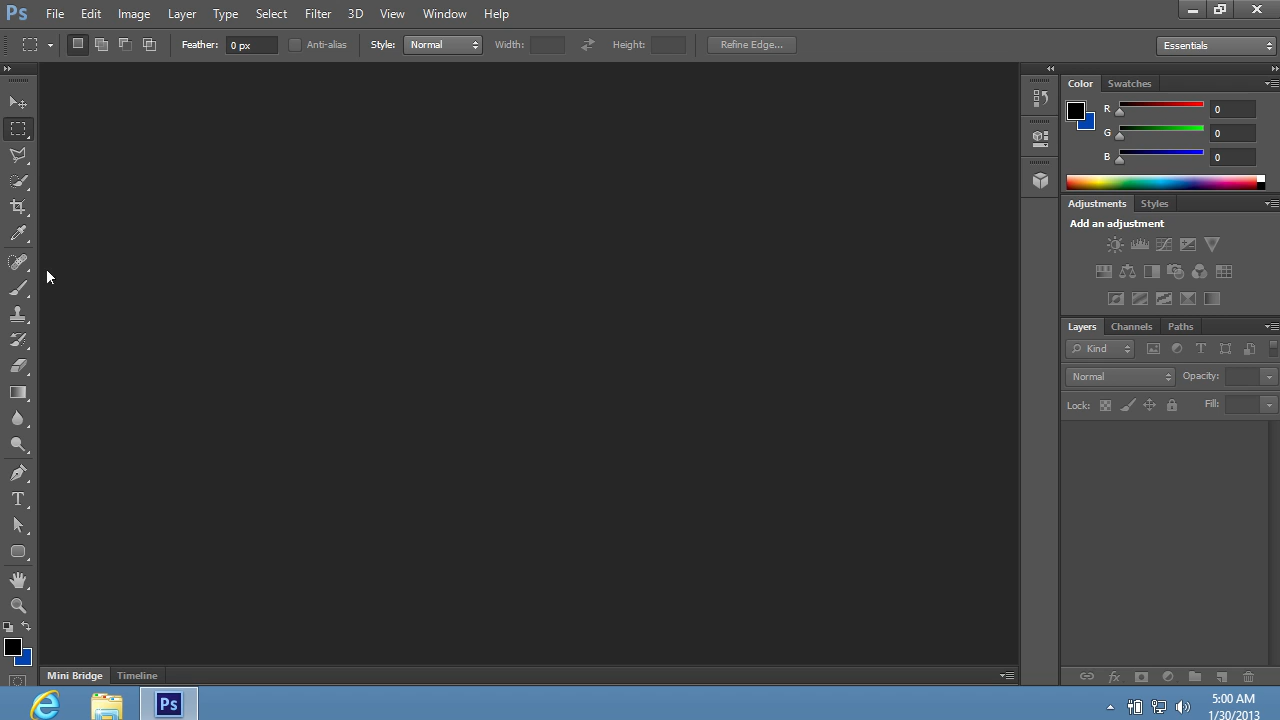 Ps File Edit Image Layer Type Select Filter 3D View Window Help
Feather: 0 px Anti-alias Style: Normal Width: Height: Refine Edge... Essentials
Color Swatches
R 0
G 0
B 0
Adjustments Styles
Add an adjustment
Layers Channels Paths
Kind T
Normal Opacity:
Lock: Fill:
T
fx
Mini Bridge Timeline
Ps
5:00 AM
1/30/2013